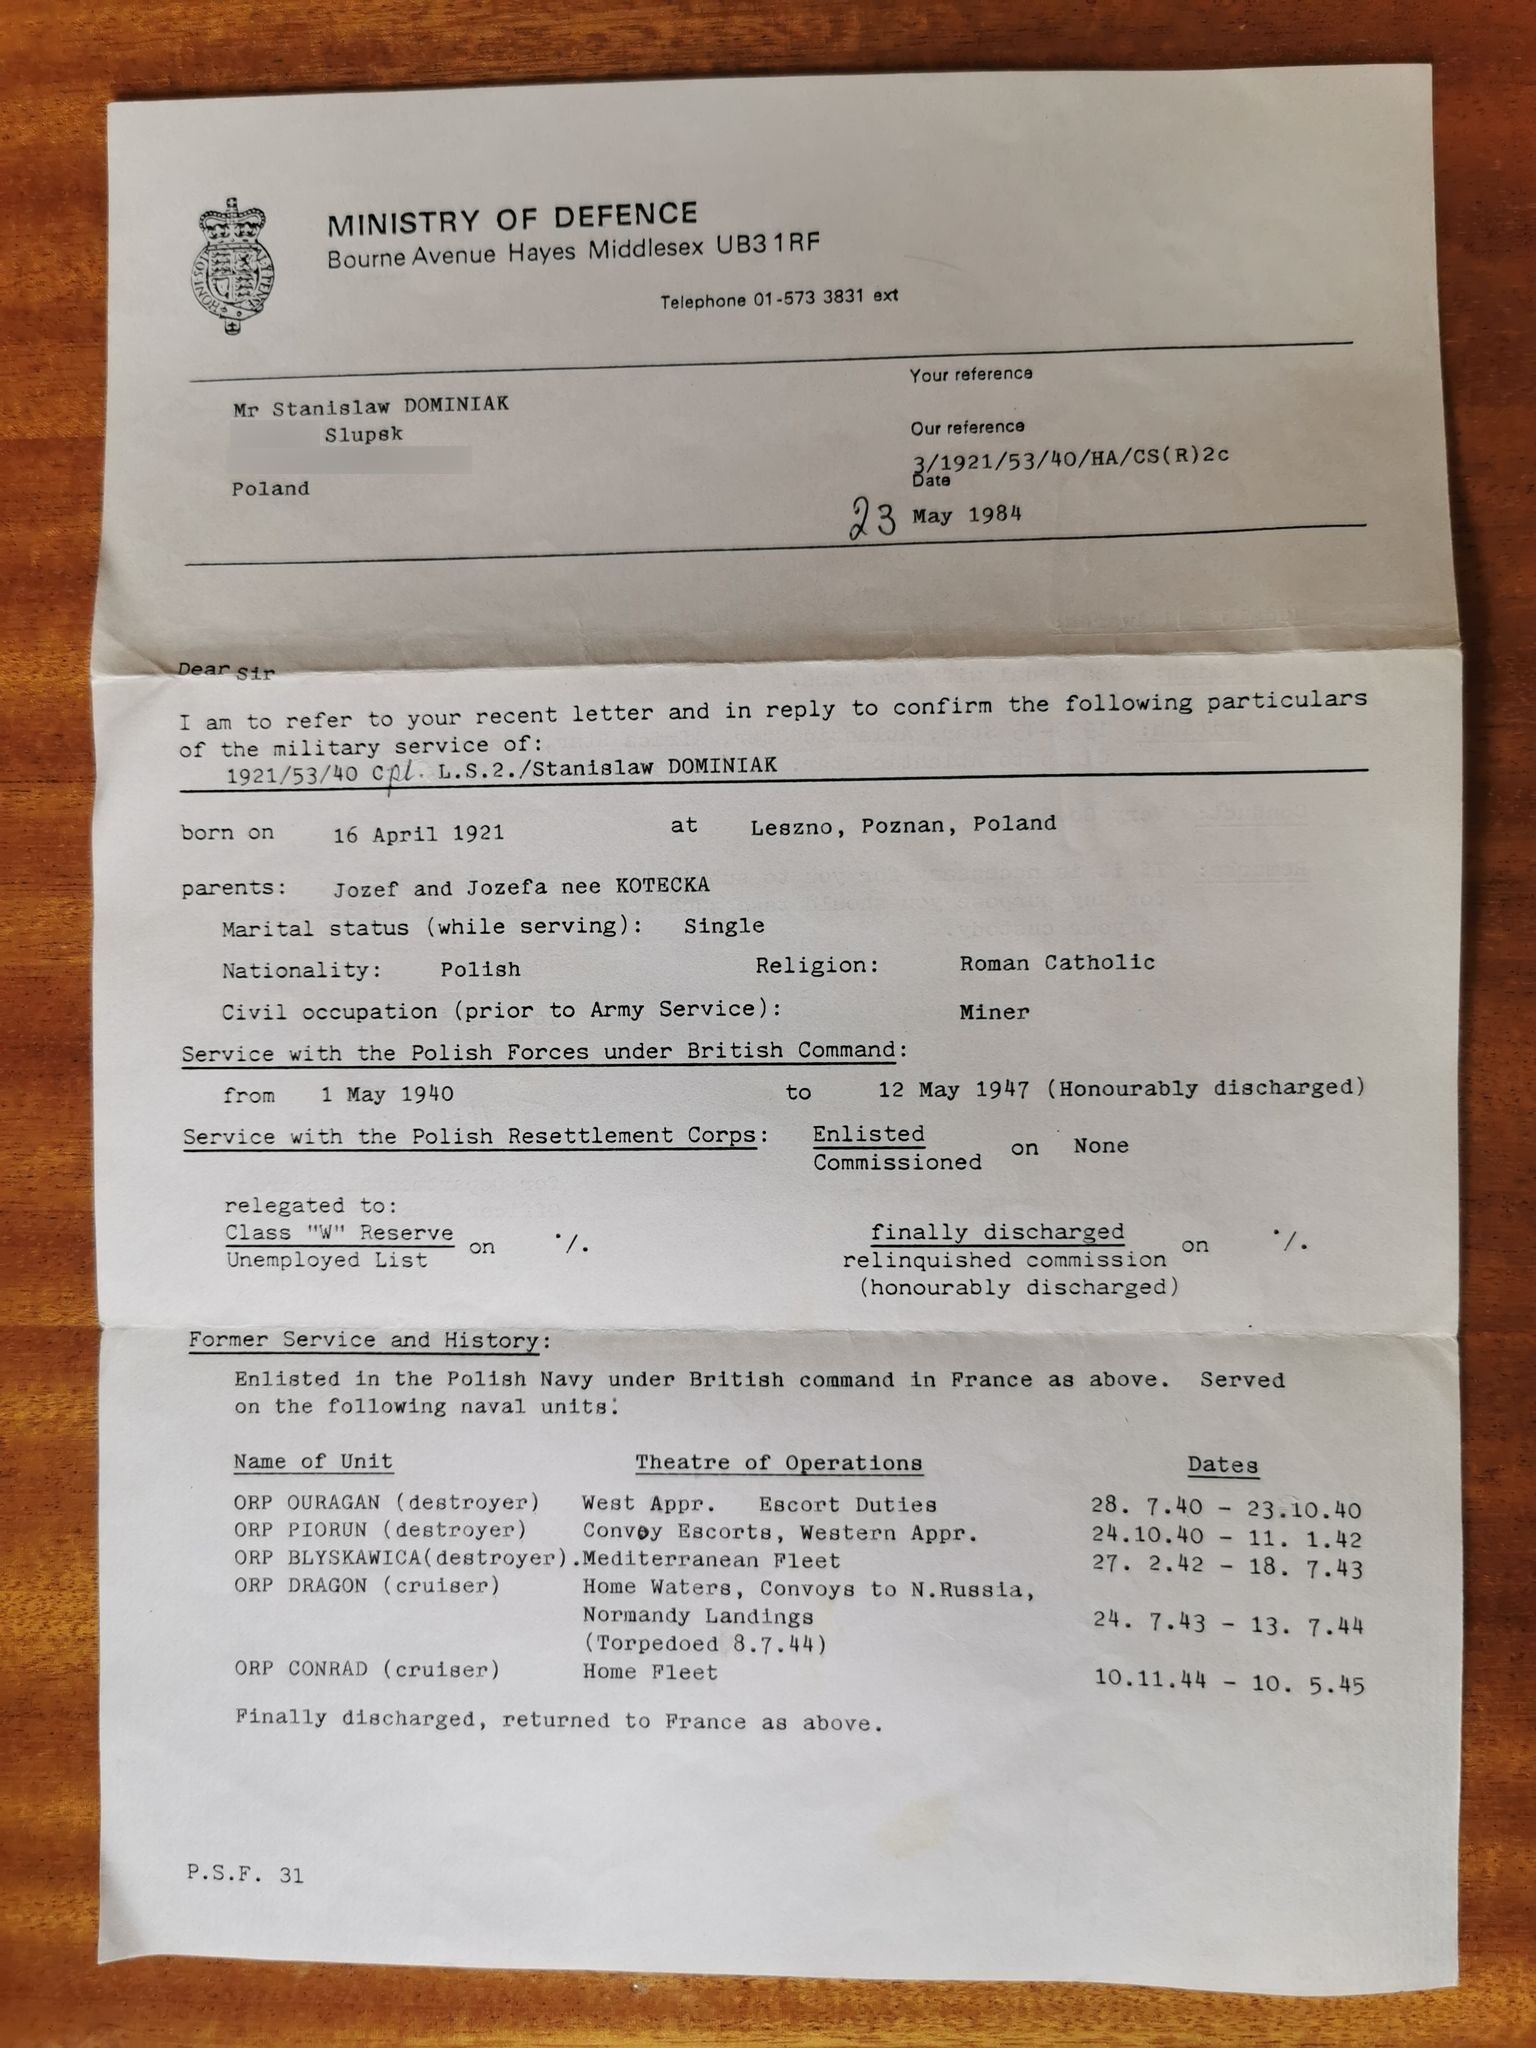 MINISTRY OF DEFENCE
Bourne Avenue Hayes Middlesex UB3 1RF
Telephone 01-573 3831 ext
Mr Stanislaw DOMINIAK
Slupsk
Poland
Your reference
Our reference
3/1921/53/40/HA/CS(R)2c
Date
23 May 1984
Dear Sir
I am to refer to your recent letter and in reply to confirm the following particulars
of the military service of:
1921/53/40 Cpl. L.S.2./Stanislaw DOMINIAK
born on 16 April 1921 at Leszno, Poznan, Poland
parents: Jozef and Jozefa nee KOTECKA
Marital status (while serving): Single
Nationality: Polish Religion: Roman Catholic
Civil occupation (prior to Army Service): Miner
Service with the Polish Forces under British Command:
from 1 May 1940 to 12 May 1947 (Honourably discharged)
Service with the Polish Resettlement Corps: Enlisted
Commissioned on None
relegated to:
Class "W" Reserve
Unemployed List on ./.
finally discharged
relinquished commission on ./.
(honourably discharged)
Former Service and History:
Enlisted in the Polish Navy under British command in France as above. Served
on the following naval units:
Name of Unit Theatre of Operations Dates
ORP OURAGAN (destroyer) West Appr. Escort Duties 28. 7.40 - 23.10.40
ORP PIORUN (destroyer) Convoy Escorts, Western Appr. 24.10.40 - 11. 1.42
ORP BLYSKAWICA(destroyer).Mediterranean Fleet 27. 2.42 - 18. 7.43
ORP DRAGON (cruiser) Home Waters, Convoys to N.Russia,
Normandy Landings 24. 7.43 - 13. 7.44
(Torpedoed 8.7.44)
ORP CONRAD (cruiser) Home Fleet 10.11.44 - 10. 5.45
Finally discharged, returned to France as above.
P.S.F. 31